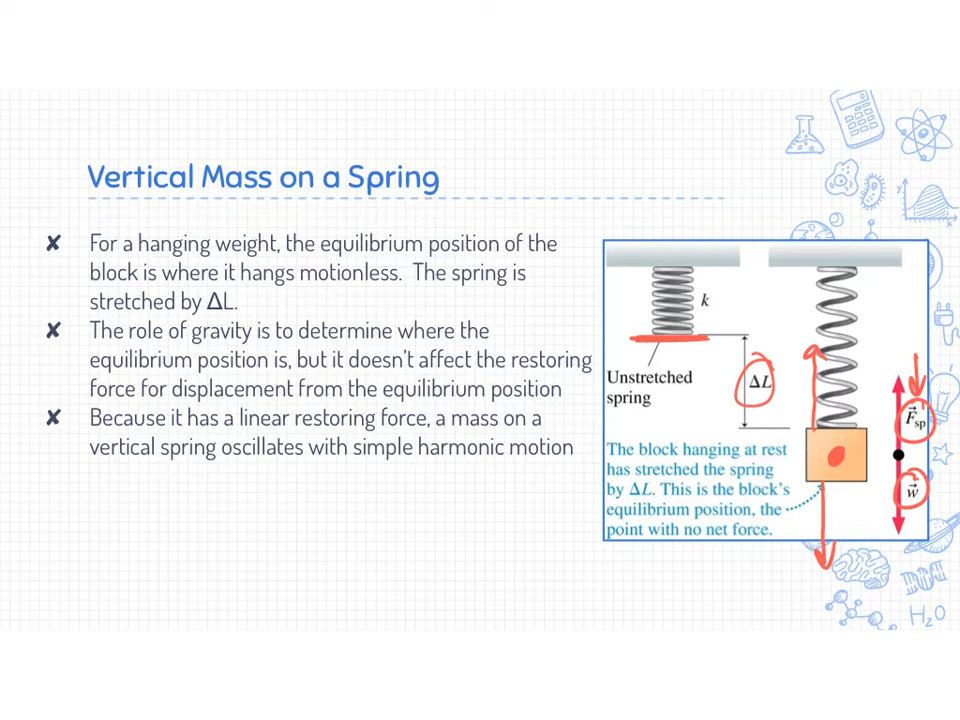 Vertical Mass on a Spring
✘ For a hanging weight, the equilibrium position of the
block is where it hangs motionless. The spring is
stretched by ΔL.
✘ The role of gravity is to determine where the
equilibrium position is, but it doesn't affect the restoring
force for displacement from the equilibrium position
✘ Because it has a linear restoring force, a mass on a
vertical spring oscillates with simple harmonic motion
k
Unstretched
spring
ΔL
The block hanging at rest
has stretched the spring
by ΔL. This is the block's
equilibrium position, the
point with no net force.
F⃗sp
w⃗
y
x
H₂O